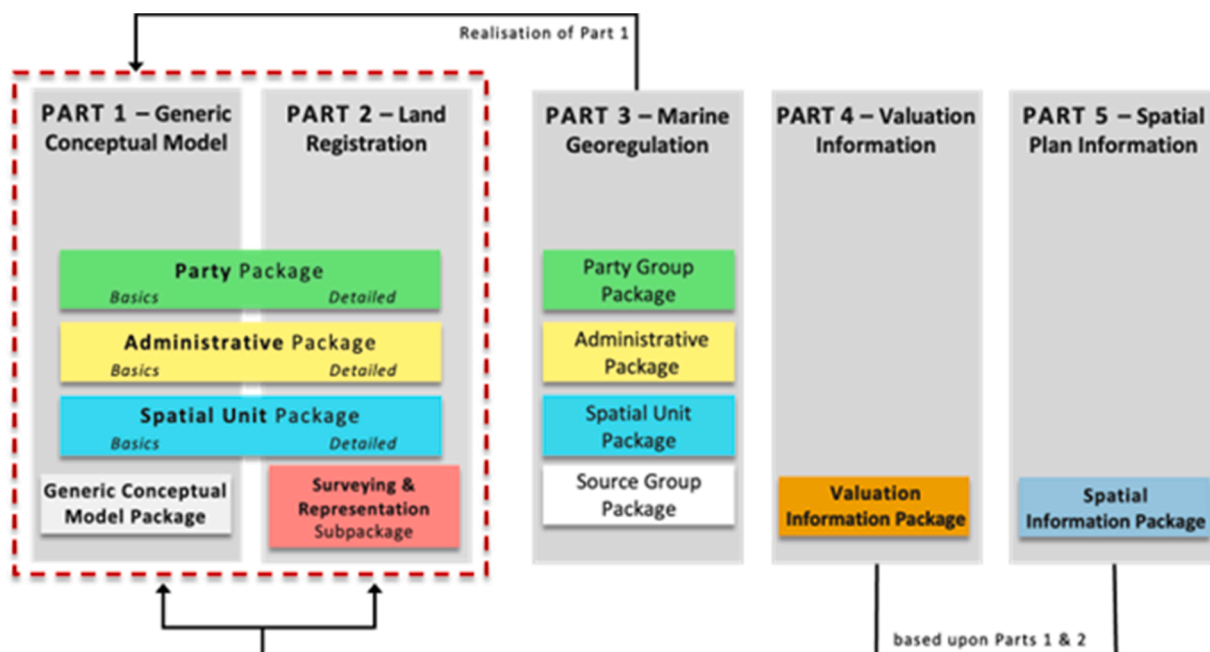 Realisation of Part 1
PART 1 – Generic
Conceptual Model
PART 2 – Land
Registration
PART 3 – Marine
Georegulation
PART 4 – Valuation
Information
PART 5 – Spatial
Plan Information
Party Package
Basics Detailed
Administrative Package
Basics Detailed
Spatial Unit Package
Basics Detailed
Generic Conceptual
Model Package
Surveying &
Representation
Subpackage
Party Group
Package
Administrative
Package
Spatial Unit
Package
Source Group
Package
Valuation
Information Package
Spatial
Information Package
based upon Parts 1 & 2